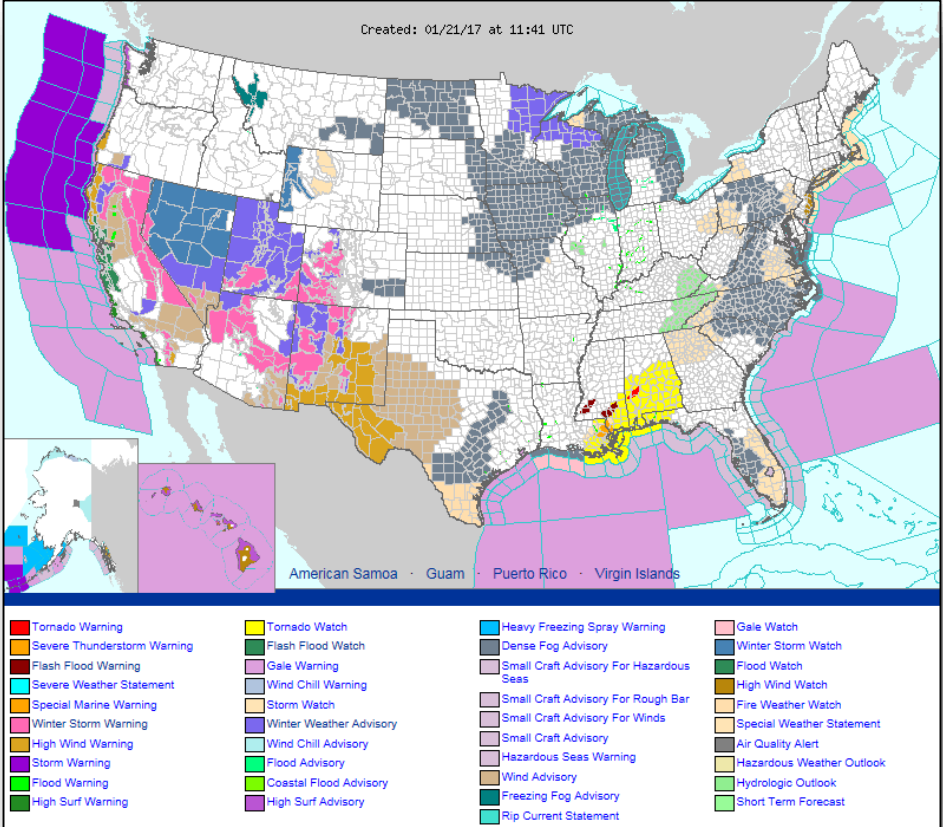 Created: 01/21/17 at 11:41 UTC
American Samoa · Guam · Puerto Rico · Virgin Islands
Tornado Warning
Severe Thunderstorm Warning
Flash Flood Warning
Severe Weather Statement
Special Marine Warning
Winter Storm Warning
High Wind Warning
Storm Warning
Flood Warning
High Surf Warning
Tornado Watch
Flash Flood Watch
Gale Warning
Wind Chill Warning
Storm Watch
Winter Weather Advisory
Wind Chill Advisory
Flood Advisory
Coastal Flood Advisory
High Surf Advisory
Heavy Freezing Spray Warning
Dense Fog Advisory
Small Craft Advisory For Hazardous
Seas
Small Craft Advisory For Rough Bar
Small Craft Advisory For Winds
Small Craft Advisory
Hazardous Seas Warning
Wind Advisory
Freezing Fog Advisory
Rip Current Statement
Gale Watch
Winter Storm Watch
Flood Watch
High Wind Watch
Fire Weather Watch
Special Weather Statement
Air Quality Alert
Hazardous Weather Outlook
Hydrologic Outlook
Short Term Forecast